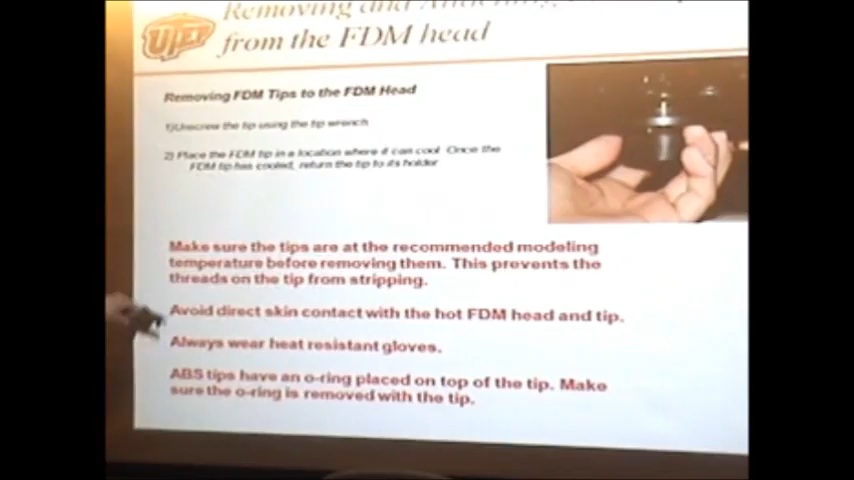 Removing and
from the FDM head
UTEP
Removing FDM Tips to the FDM Head
1)Unscrew the tip using the tip wrench
2) Place the FDM tip in a location where it can cool. Once the
FDM tip has cooled, return the tip to its holder
Make sure the tips are at the recommended modeling
temperature before removing them. This prevents the
threads on the tip from stripping.
Avoid direct skin contact with the hot FDM head and tip.
Always wear heat resistant gloves.
ABS tips have an o-ring placed on top of the tip. Make
sure the o-ring is removed with the tip.